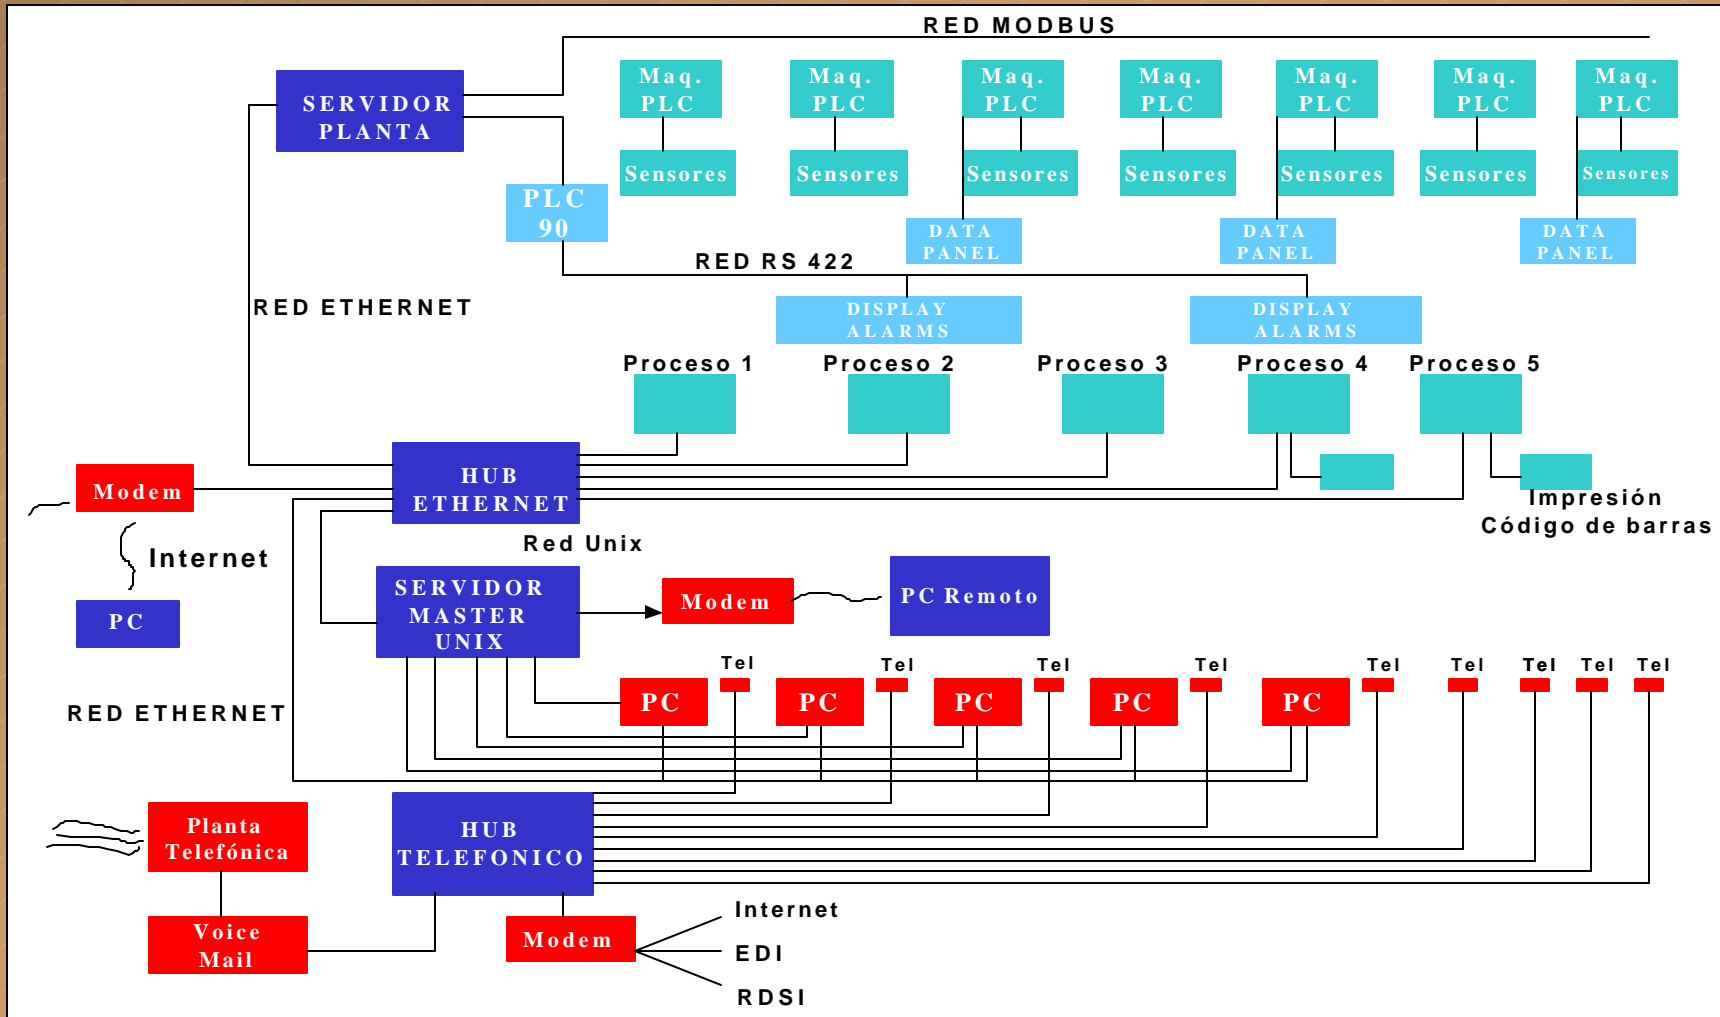 RED MODBUS
SERVIDOR
PLANTA
Maq.
PLC
Maq.
PLC
Maq.
PLC
Maq.
PLC
Maq.
PLC
Maq.
PLC
Maq.
PLC
Sensores
Sensores
Sensores
Sensores
Sensores
Sensores
Sensores
PLC
90
DATA
PANEL
DATA
PANEL
DATA
PANEL
RED RS 422
RED ETHERNET
DISPLAY
ALARMS
DISPLAY
ALARMS
Proceso 1
Proceso 2
Proceso 3
Proceso 4
Proceso 5
HUB
ETHERNET
Modem
Impresión
Código de barras
Internet
Red Unix
SERVIDOR
MASTER
UNIX
Modem
PC Remoto
PC
Tel
Tel
Tel
Tel
Tel
Tel
Tel
Tel
Tel
PC
PC
PC
PC
PC
RED ETHERNET
Planta
Telefónica
HUB
TELEFONICO
Voice
Mail
Modem
Internet
EDI
RDSI